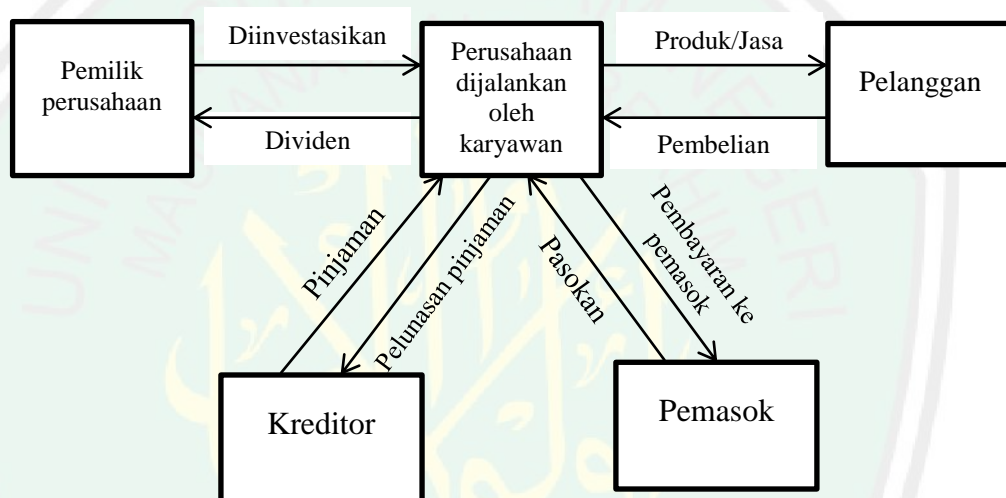 Diinvestasikan
Produk/Jasa
Pemilik
perusahaan
Perusahaan
dijalankan
oleh
karyawan
Pelanggan
Dividen
Pembelian
Pinjaman
Pelunasan pinjaman
Pasokan
Pembayaran ke
pemasok
Kreditor
Pemasok